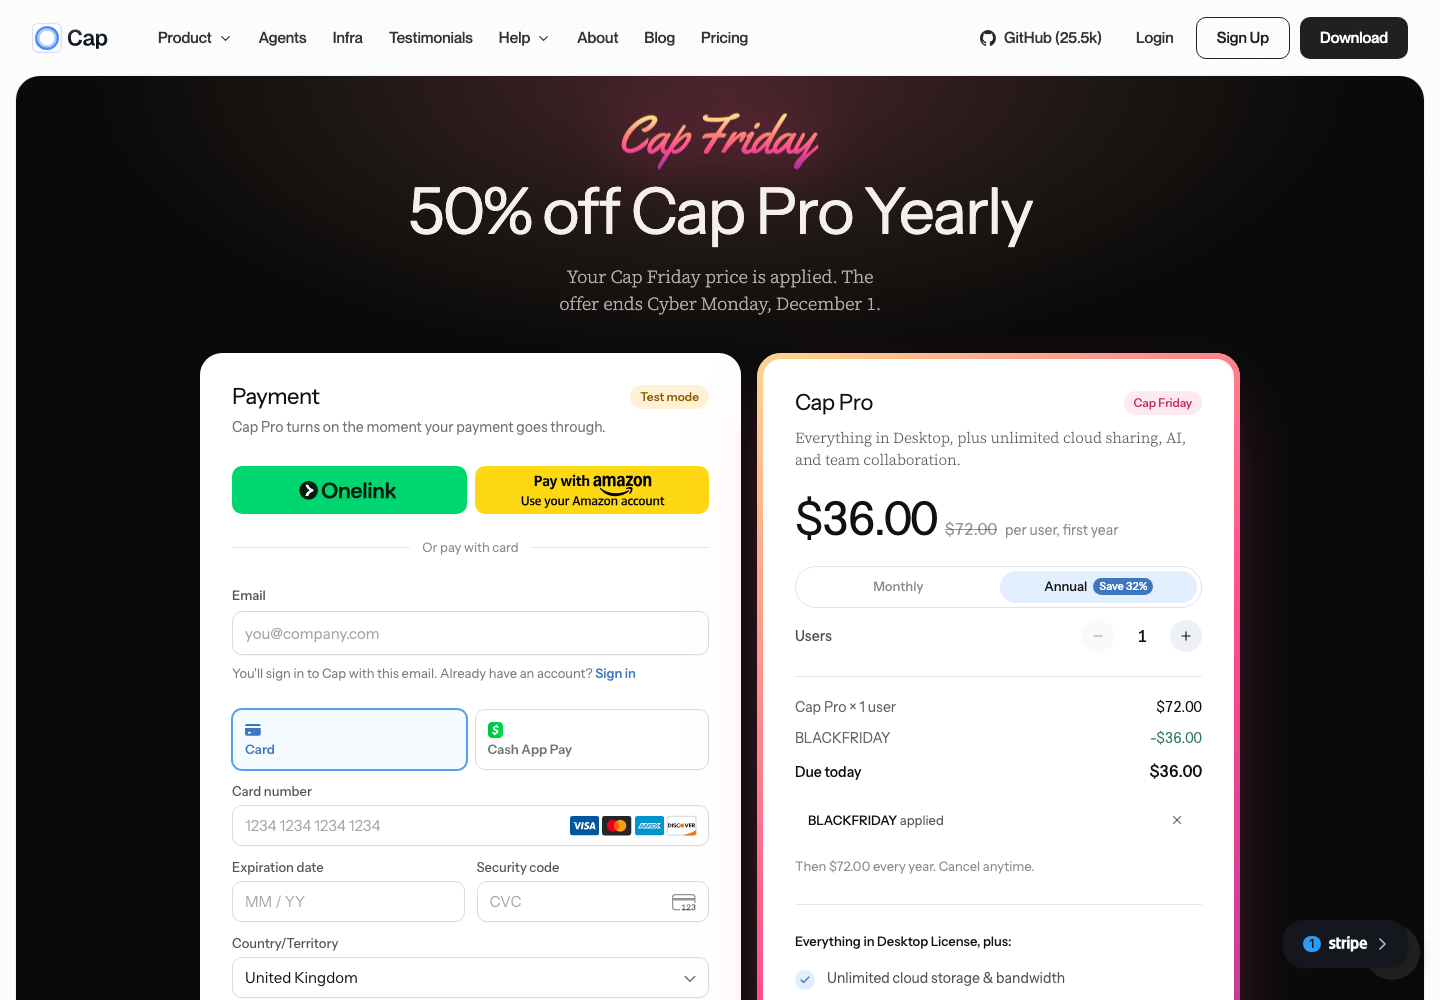 Cap
Product
Agents
Infra
Testimonials
Help
About
Blog
Pricing
GitHub (25.5k)
Login
Sign Up
Download
Cap Friday
50% off Cap Pro Yearly
Your Cap Friday price is applied. The
offer ends Cyber Monday, December 1.
Payment
Test mode
Cap Pro turns on the moment your payment goes through.
Onelink
Pay with amazon
Use your Amazon account
Or pay with card
Email
you@company.com
You'll sign in to Cap with this email. Already have an account? Sign in
Card
$
Cash App Pay
Card number
1234 1234 1234 1234
VISA
AMEX
DISCOVER
Expiration date
Security code
MM / YY
CVC
123
Country/Territory
United Kingdom
Cap Pro
Cap Friday
Everything in Desktop, plus unlimited cloud sharing, AI,
and team collaboration.
$36.00 $72.00 per user, first year
Monthly
Annual Save 32%
Users
− 1 +
Cap Pro × 1 user $72.00
BLACKFRIDAY -$36.00
Due today $36.00
BLACKFRIDAY applied ×
Then $72.00 every year. Cancel anytime.
Everything in Desktop License, plus:
Unlimited cloud storage & bandwidth
1 stripe